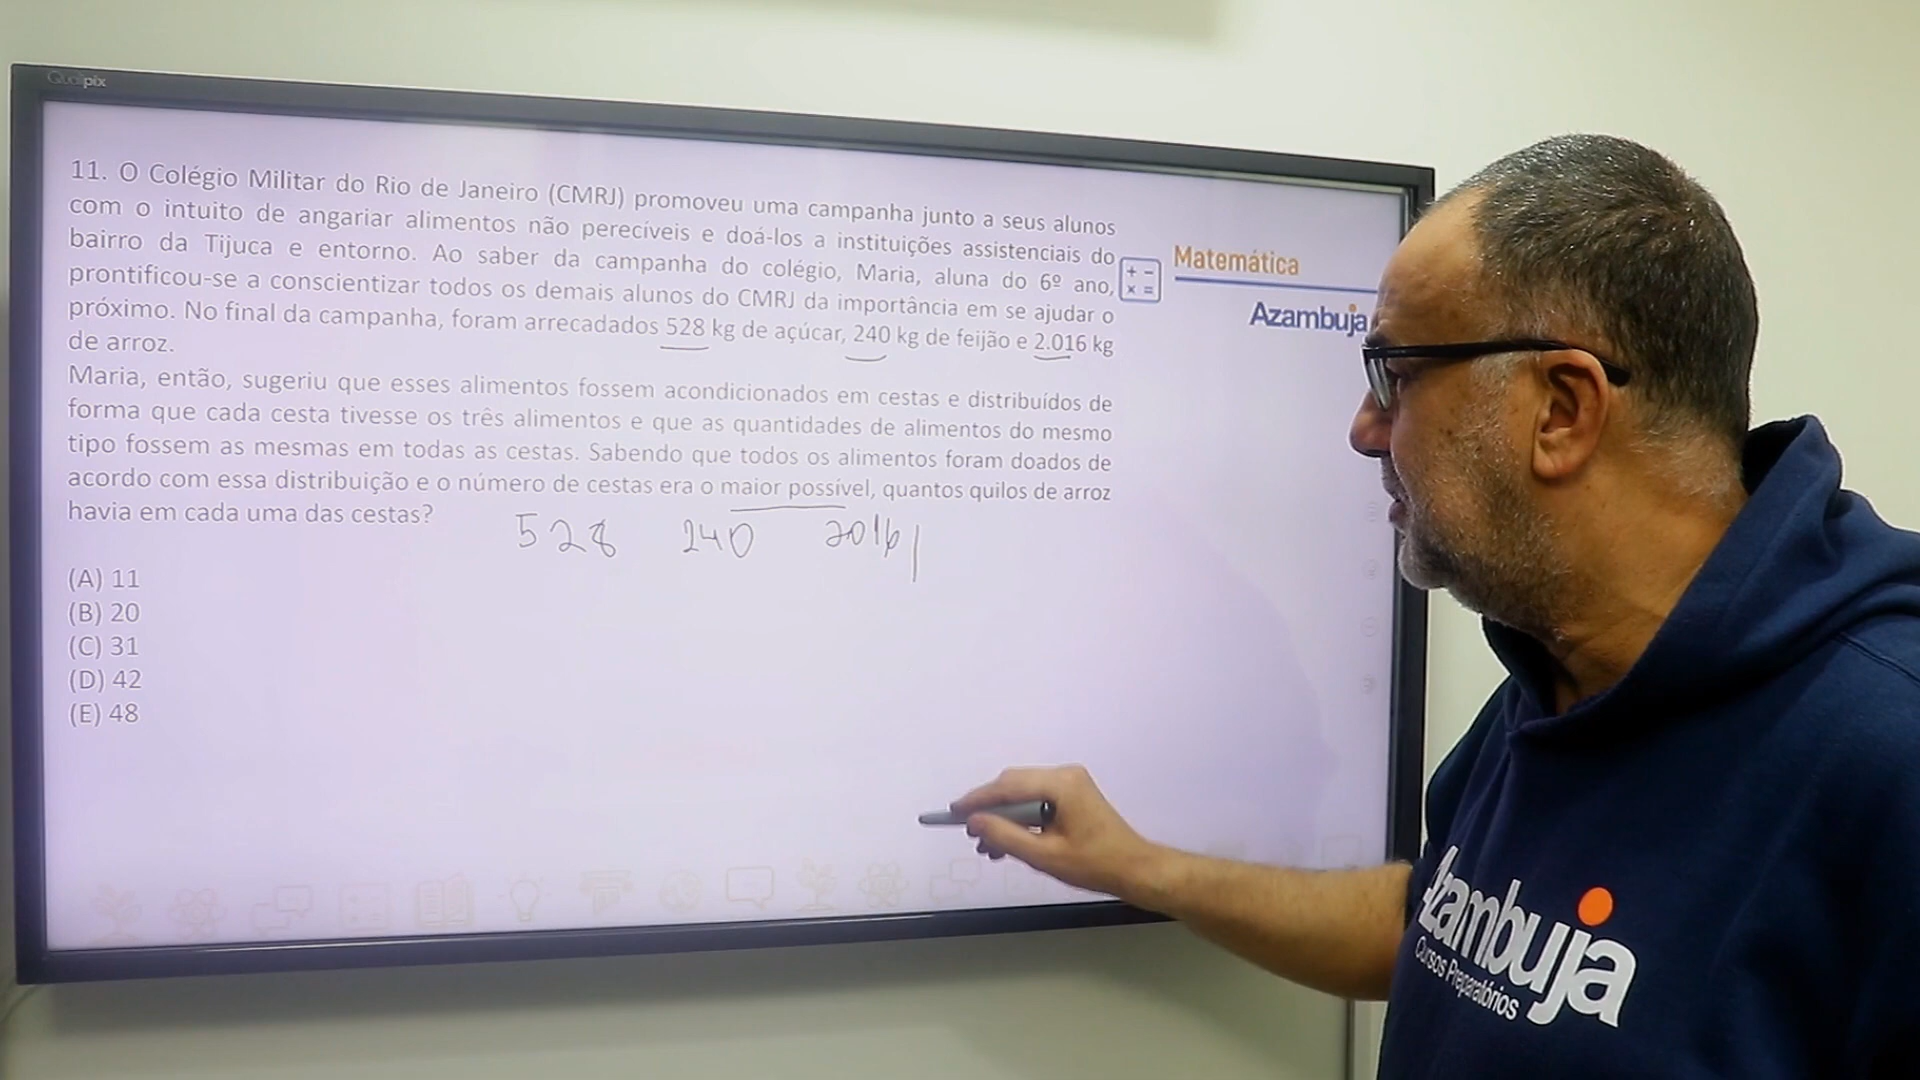 Qualipix
11. O Colégio Militar do Rio de Janeiro (CMRJ) promoveu uma campanha junto a seus alunos
com o intuito de angariar alimentos não perecíveis e doá-los a instituições assistenciais do
bairro da Tijuca e entorno. Ao saber da campanha do colégio, Maria, aluna do 6º ano,
prontificou-se a conscientizar todos os demais alunos do CMRJ da importância em se ajudar o
próximo. No final da campanha, foram arrecadados 528 kg de açúcar, 240 kg de feijão e 2.016 kg
de arroz.
Maria, então, sugeriu que esses alimentos fossem acondicionados em cestas e distribuídos de
forma que cada cesta tivesse os três alimentos e que as quantidades de alimentos do mesmo
tipo fossem as mesmas em todas as cestas. Sabendo que todos os alimentos foram doados de
acordo com essa distribuição e o número de cestas era o maior possível, quantos quilos de arroz
havia em cada uma das cestas?
528 240 2016
(A) 11
(B) 20
(C) 31
(D) 42
(E) 48
Matemática
Azambuja
Azambuja
Cursos Preparatórios